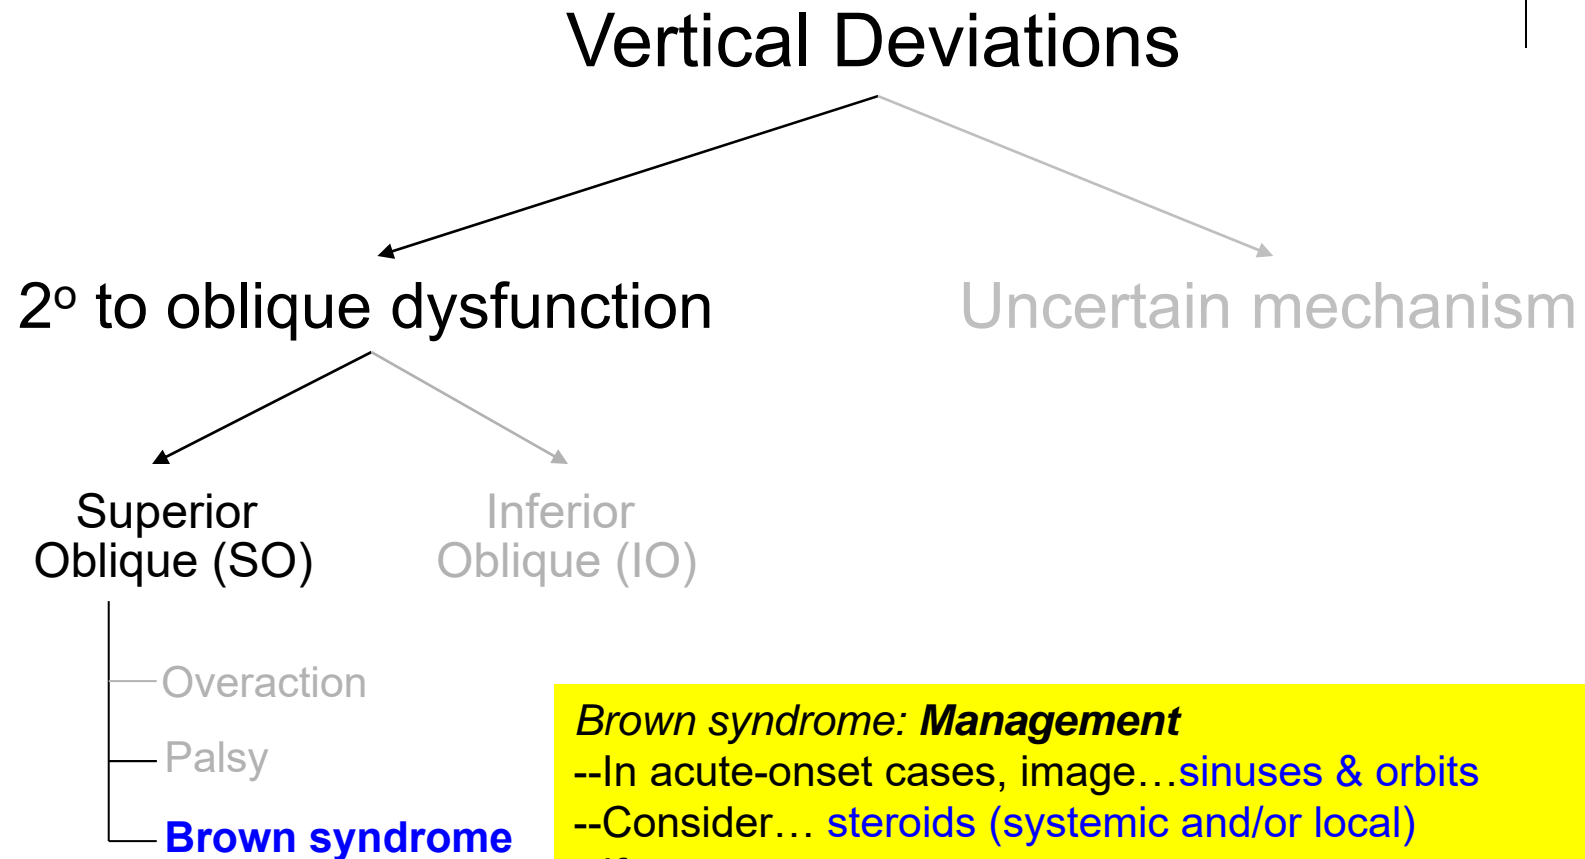 Vertical Deviations
2º to oblique dysfunction
Uncertain mechanism
Superior
Oblique (SO)
Inferior
Oblique (IO)
Overaction
Palsy
Brown syndrome
Brown syndrome: Management
--In acute-onset cases, image…sinuses & orbits
--Consider… steroids (systemic and/or local)